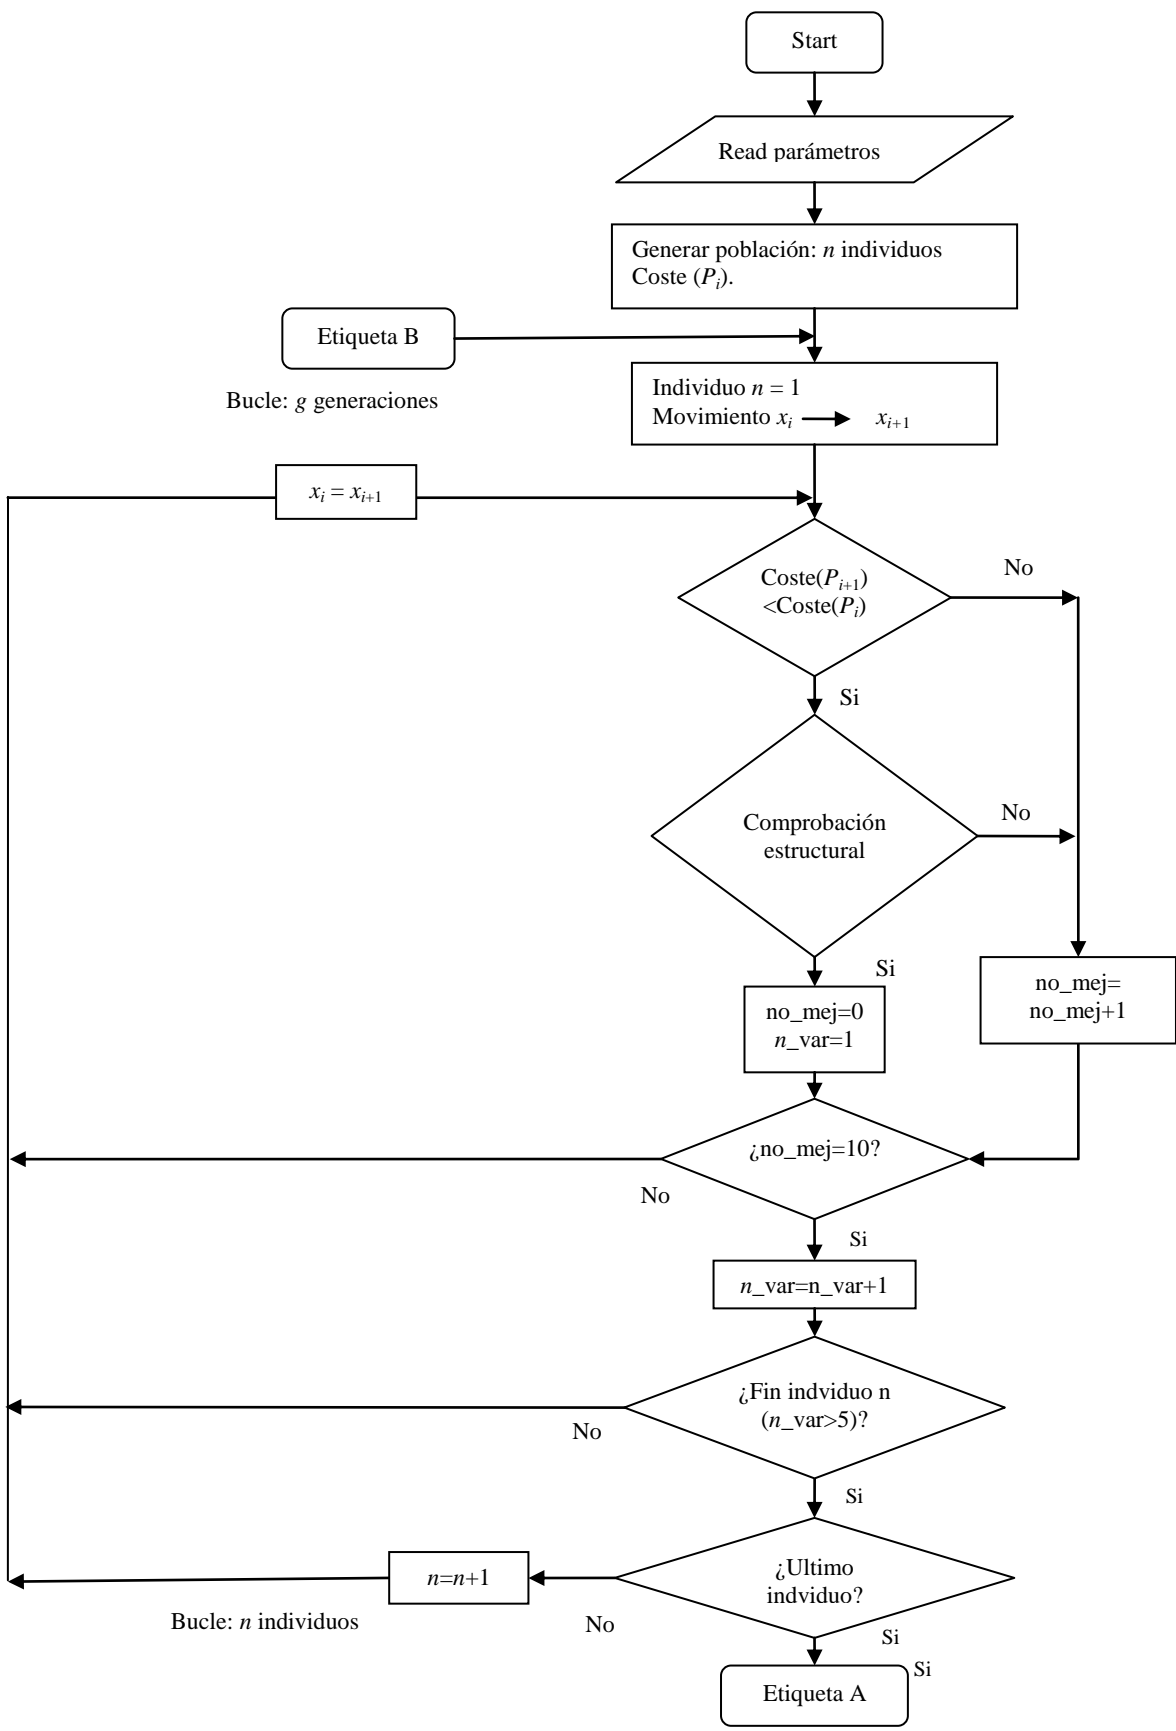 Start
Read parámetros
Generar población: n individuos
Coste (Pi).
Etiqueta B
Bucle: g generaciones
Individuo n = 1
Movimiento xi → xi+1
xi = xi+1
Coste(Pi+1)
<Coste(Pi)
No
Si
Comprobación
estructural
No
Si
no_mej=
no_mej+1
no_mej=0
n_var=1
¿no_mej=10?
No
Si
n_var=n_var+1
¿Fin indviduo n
(n_var>5)?
No
Si
¿Ultimo
indviduo?
n=n+1
Bucle: n individuos
No
Si
Si
Etiqueta A